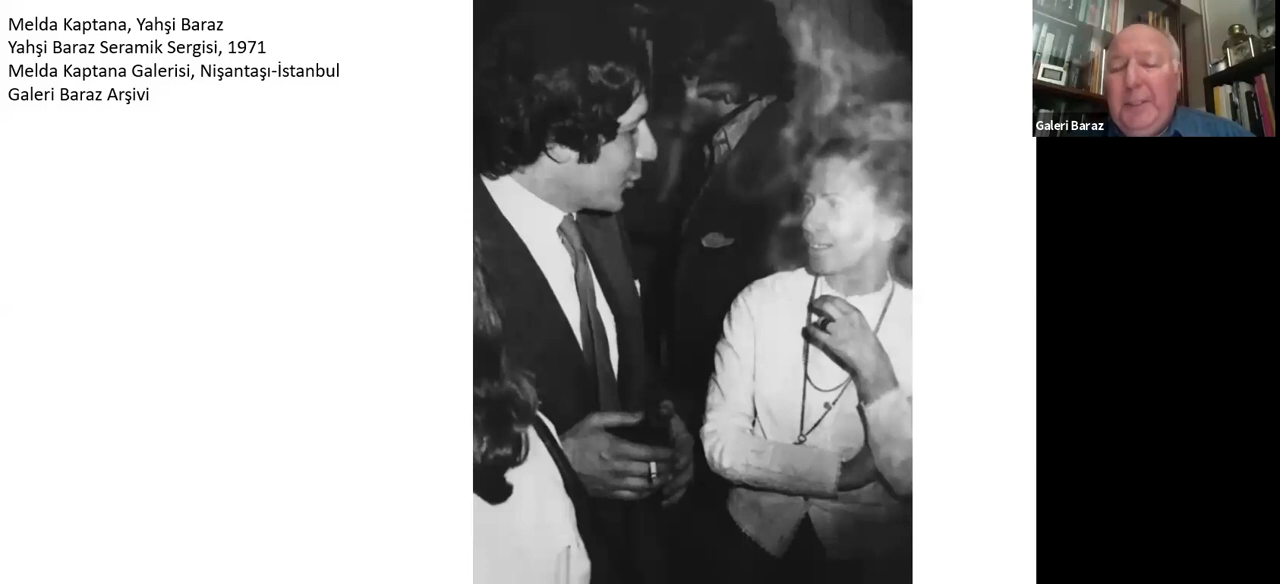 Melda Kaptana, Yahşi Baraz
Yahşi Baraz Seramik Sergisi, 1971
Melda Kaptana Galerisi, Nişantaşı-İstanbul
Galeri Baraz Arşivi
Galeri Baraz